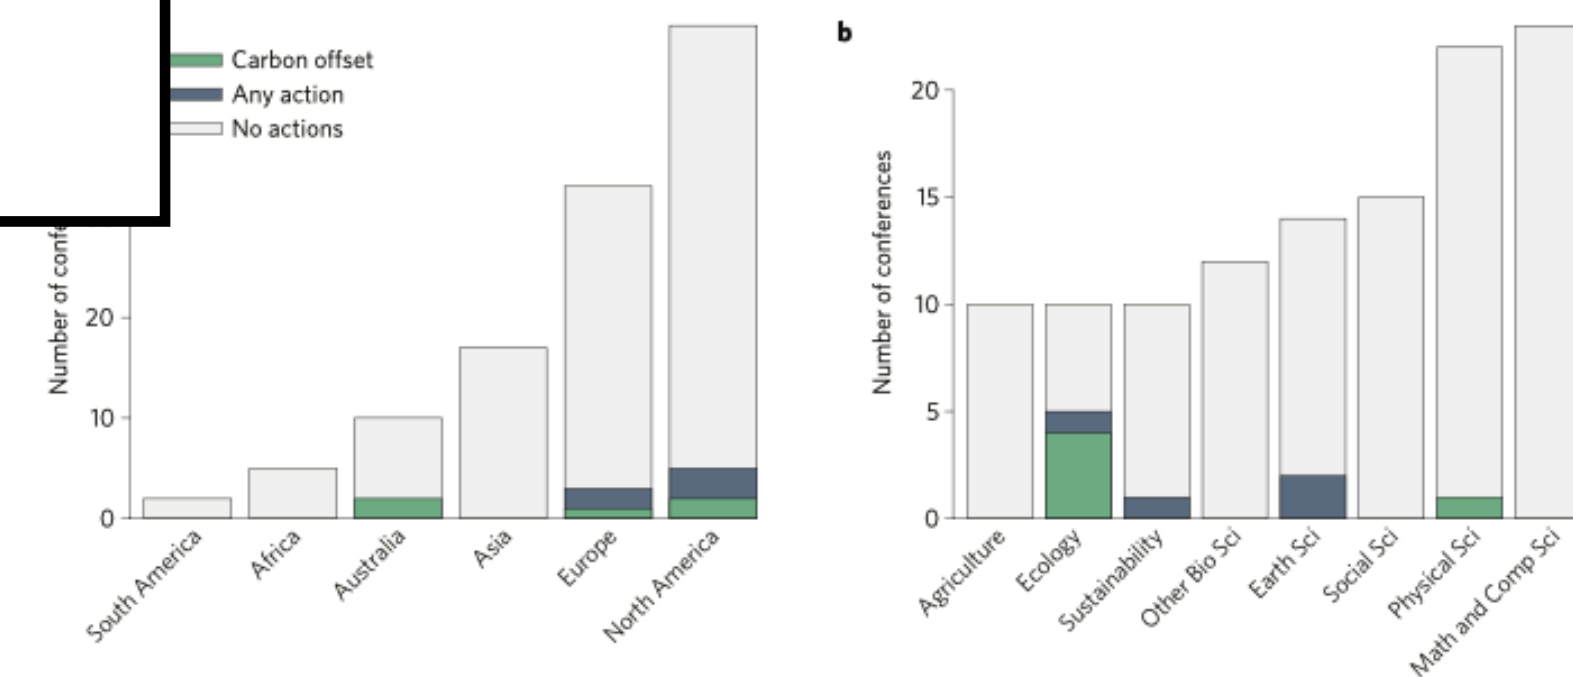 Carbon offset
Any action
No actions
Number of
20
10
0
South America
Africa
Australia
Asia
Europe
North America
b
Number of conferences
20
15
10
5
0
Agriculture
Ecology
Sustainability
Other Bio Sci
Earth Sci
Social Sci
Physical Sci
Math and Comp Sci